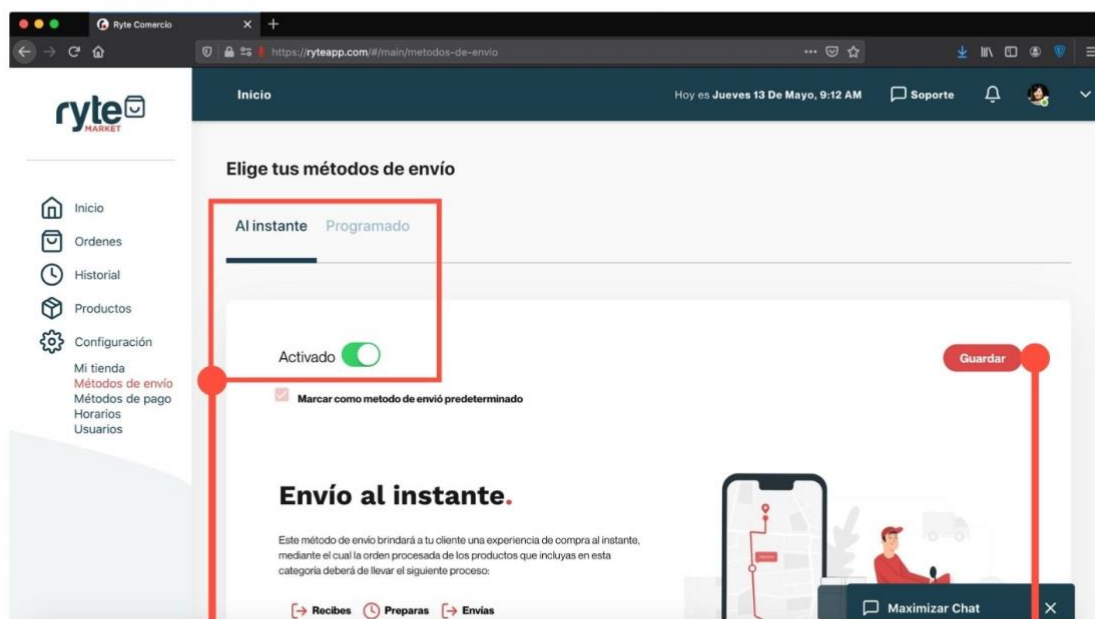 Ryte Comercio
https://ryteapp.com/#/main/metodos-de-envio
ryte
MARKET
Inicio
Hoy es Jueves 13 De Mayo, 9:12 AM
Soporte
Inicio
Ordenes
Historial
Productos
Configuración
Mi tienda
Métodos de envío
Métodos de pago
Horarios
Usuarios
Elige tus métodos de envío
Al instante Programado
Activado
Guardar
Marcar como metodo de envió predeterminado
Envío al instante.
Este método de envío brindará a tu cliente una experiencia de compra al instante,
mediante el cual la orden procesada de los productos que incluyas en esta
categoría deberá de llevar el siguiente proceso:
Recibes Preparas Envías
Maximizar Chat